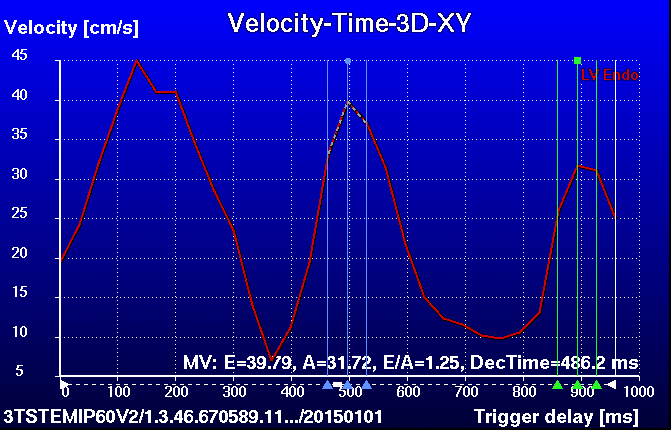 Velocity-Time-3D-XY
Velocity [cm/s]
45
LV Endo
40
35
30
25
20
15
10
MV: E=39.79, A=31.72, E/A=1.25, DecTime=486.2 ms
5
0 100 200 300 400 500 600 700 800 900 1000
3TSTEMIP60V2/1.3.46.670589.11.../20150101 Trigger delay [ms]